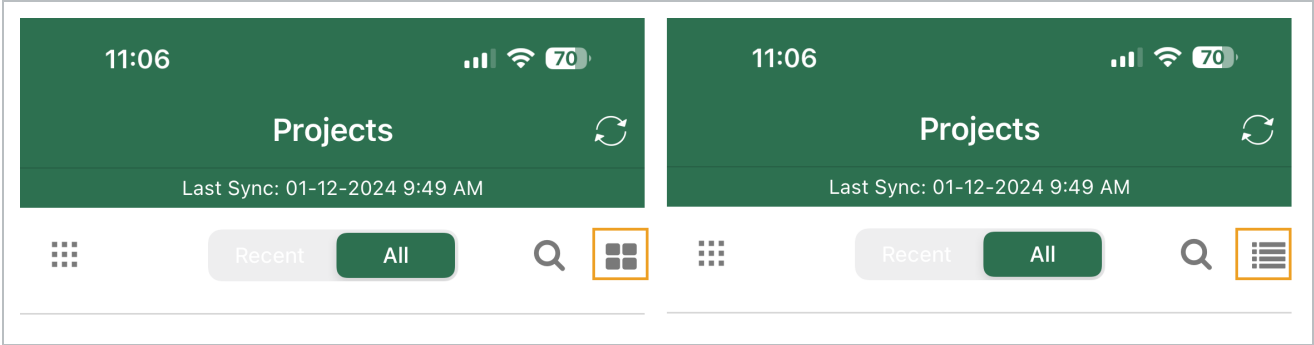 11:06
70
Projects
Last Sync: 01-12-2024 9:49 AM
Recent
All
11:06
70
Projects
Last Sync: 01-12-2024 9:49 AM
Recent
All